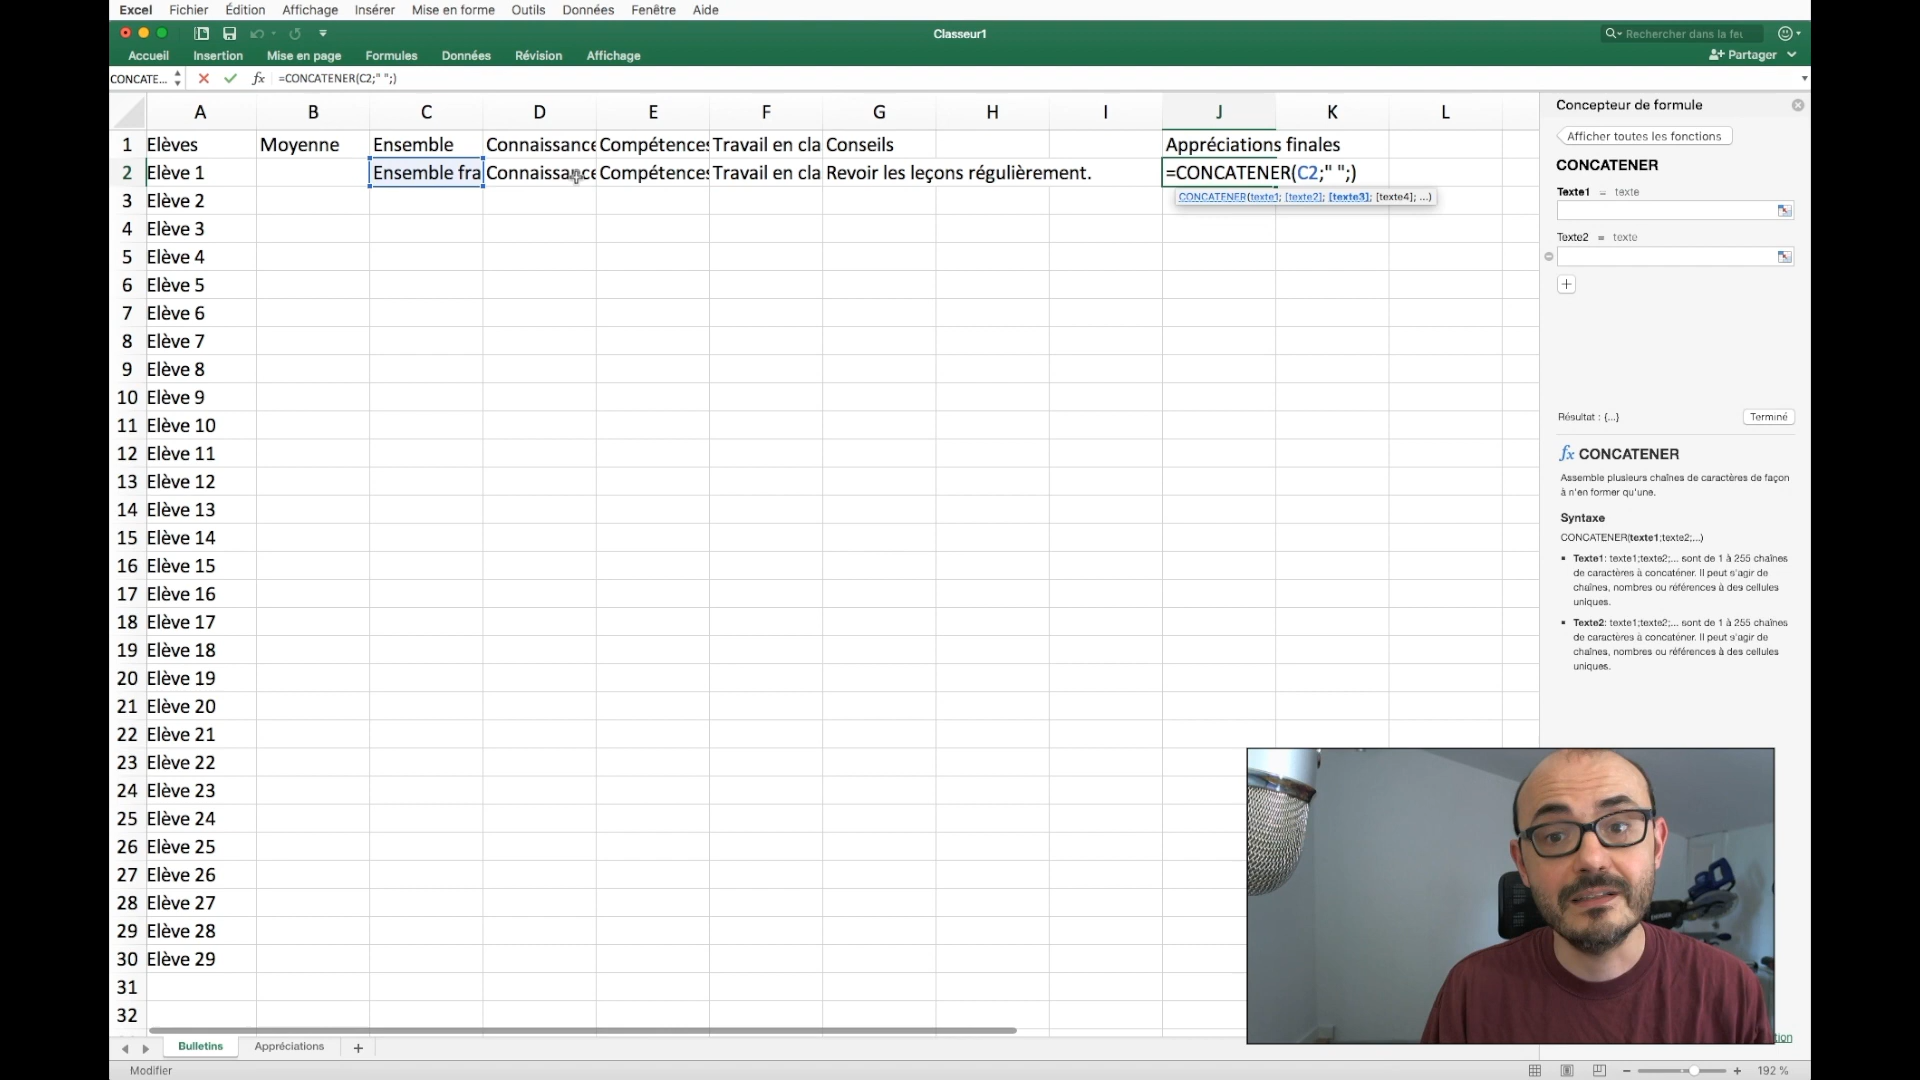 Excel Fichier Édition Affichage Insérer Mise en forme Outils Données Fenêtre Aide
Classeur1
Rechercher dans la feu
Accueil Insertion Mise en page Formules Données Révision Affichage
Partager
CONCATE... fx =CONCATENER(C2;" ";)
A B C D E F G H I J K L
1 Elèves Moyenne Ensemble Connaissance Compétences Travail en cla Conseils Appréciations finales
2 Elève 1 Ensemble fra Connaissance Compétences Travail en cla Revoir les leçons régulièrement. =CONCATENER(C2;" ";)
CONCATENER(texte1; [texte2]; [texte3]; [texte4]; ...)
3 Elève 2
4 Elève 3
5 Elève 4
6 Elève 5
7 Elève 6
8 Elève 7
9 Elève 8
10 Elève 9
11 Elève 10
12 Elève 11
13 Elève 12
14 Elève 13
15 Elève 14
16 Elève 15
17 Elève 16
18 Elève 17
19 Elève 18
20 Elève 19
21 Elève 20
22 Elève 21
23 Elève 22
24 Elève 23
25 Elève 24
26 Elève 25
27 Elève 26
28 Elève 27
29 Elève 28
30 Elève 29
31
32
Concepteur de formule
Afficher toutes les fonctions
CONCATENER
Texte1 = texte
Texte2 = texte
+
Résultat : {...} Terminé
fx CONCATENER
Assemble plusieurs chaînes de caractères de façon
à n'en former qu'une.
Syntaxe
CONCATENER(texte1;texte2;...)
▪ Texte1: texte1;texte2;... sont de 1 à 255 chaînes
de caractères à concaténer. Il peut s'agir de
chaînes, nombres ou références à des cellules
uniques.
▪ Texte2: texte1;texte2;... sont de 1 à 255 chaînes
de caractères à concaténer. Il peut s'agir de
chaînes, nombres ou références à des cellules
uniques.
tion
Bulletins Appréciations +
Modifier
192 %